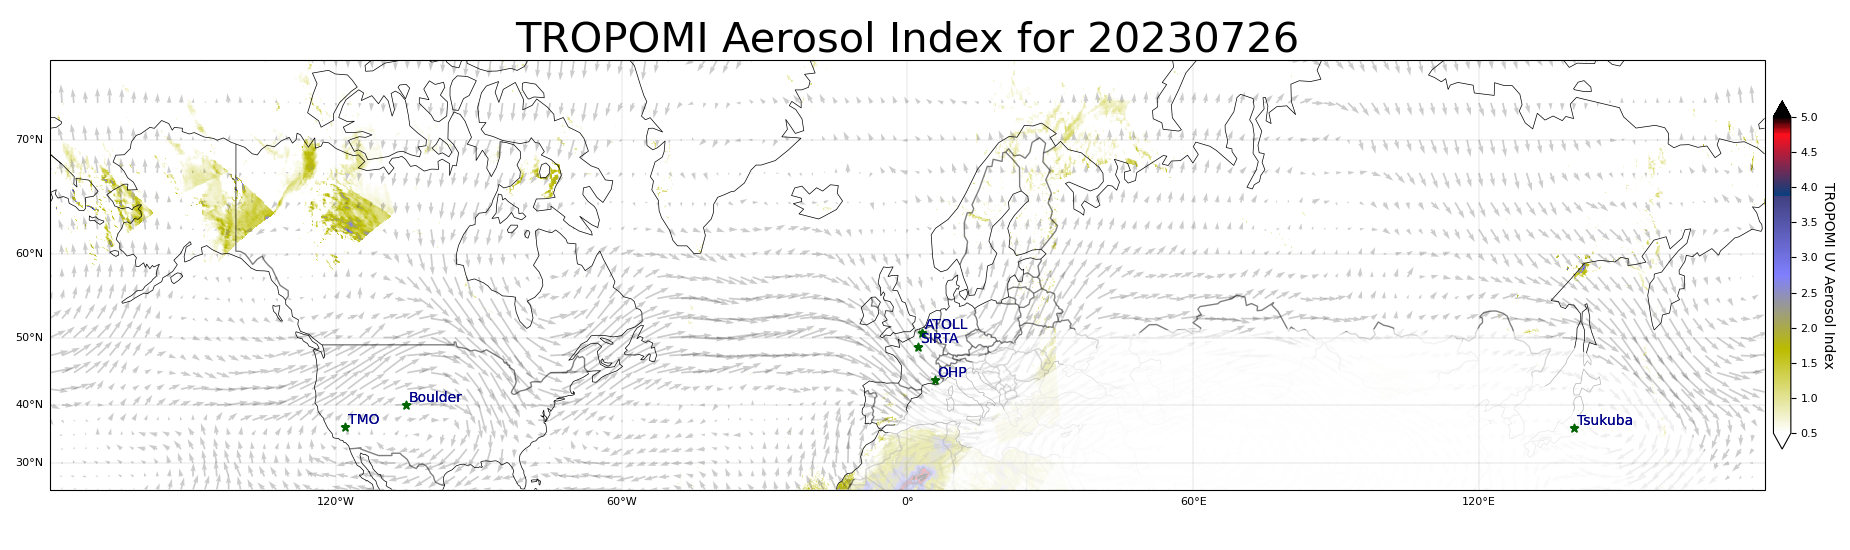 TROPOMI Aerosol Index for 20230726
70°N
60°N
50°N
40°N
30°N
120°W
60°W
0°
60°E
120°E
ATOLL
SIRTA
OHP
Boulder
TMO
Tsukuba
5.0
4.5
4.0
3.5
3.0
2.5
2.0
1.5
1.0
0.5
TROPOMI UV Aerosol Index